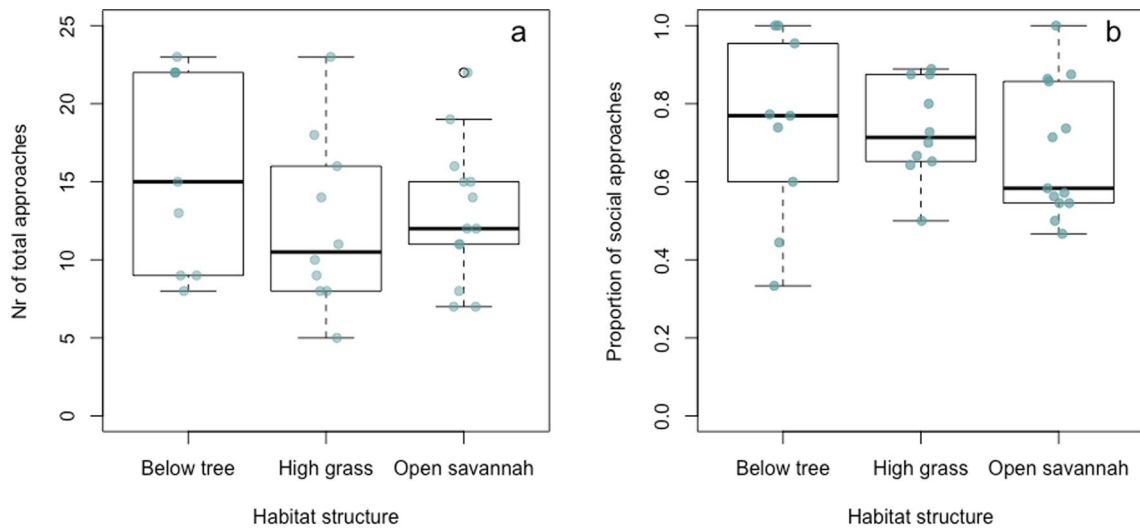 a
Nr of total approaches
25
20
15
10
5
0
Below tree
High grass
Open savannah
Habitat structure
b
Proportion of social approaches
1.0
0.8
0.6
0.4
0.2
0.0
Below tree
High grass
Open savannah
Habitat structure